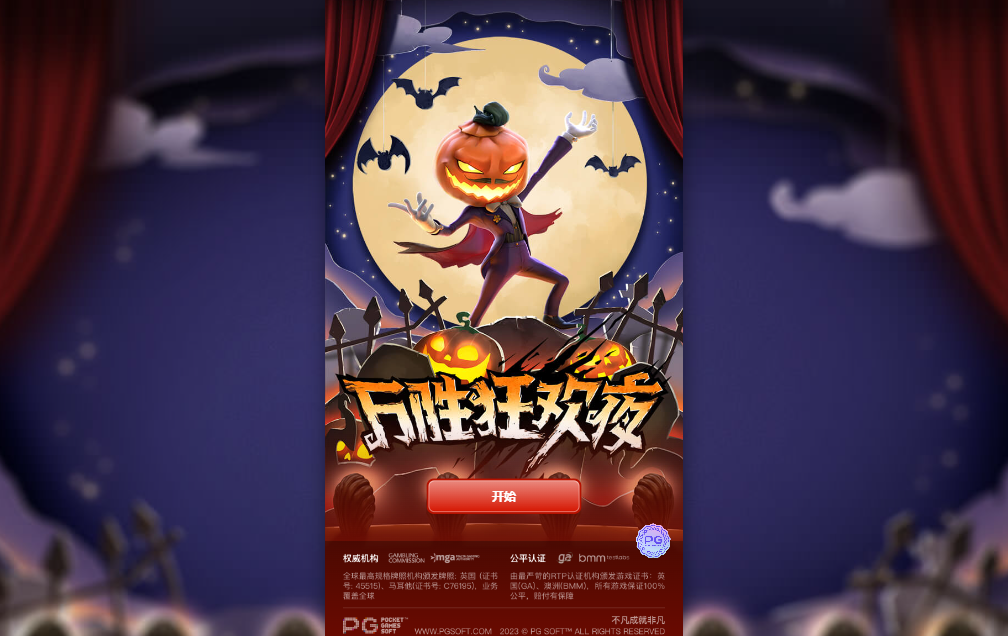 万胜狂欢夜
开始
权威机构 GAMBLING COMMISSION mga
公平认证 ga bmm testlabs
全球最高规格牌照机构颁发牌照: 英国 (证书
号: 45515)、马耳他(证书号: C76195)，业务
覆盖全球
由最严苛的RTP认证机构颁发游戏证书：英
国(GA)、澳洲(BMM)，所有游戏保证100%
公平，赔付有保障
PG
PG POCKET GAMES SOFT
不凡成就非凡
WWW.PGSOFT.COM 2023 © PG SOFT™ ALL RIGHTS RESERVED